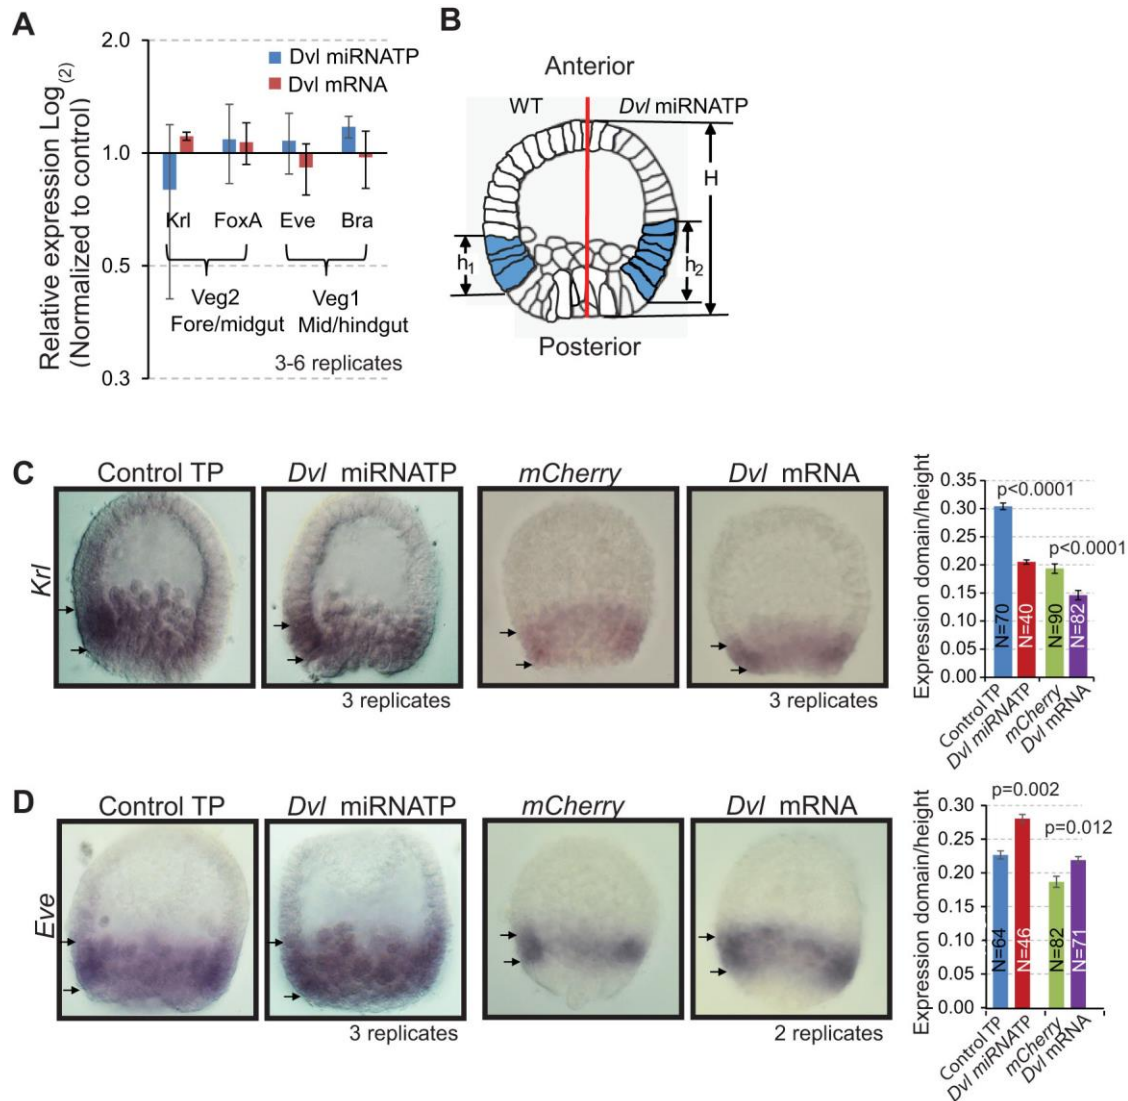 A
Relative expression Log(2)
(Normalized to control)
2.0
1.0
0.5
0.3
Dvl miRNATP
Dvl mRNA
Krl FoxA Eve Bra
Veg2 Veg1
Fore/midgut Mid/hindgut
3-6 replicates
B
Anterior
WT Dvl miRNATP
H
h1
h2
Posterior
C
Control TP Dvl miRNATP mCherry Dvl mRNA
Krl
3 replicates 3 replicates
Expression domain/height
0.35
0.30
0.25
0.20
0.15
0.10
0.05
0.00
p<0.0001
p<0.0001
N=70 N=40 N=90 N=82
Control TP
Dvl miRNATP
mCherry
Dvl mRNA
D
Control TP Dvl miRNATP mCherry Dvl mRNA
Eve
3 replicates 2 replicates
Expression domain/height
0.30
0.25
0.20
0.15
0.10
0.05
0.00
p=0.002
p=0.012
N=64 N=46 N=82 N=71
Control TP
Dvl miRNATP
mCherry
Dvl mRNA